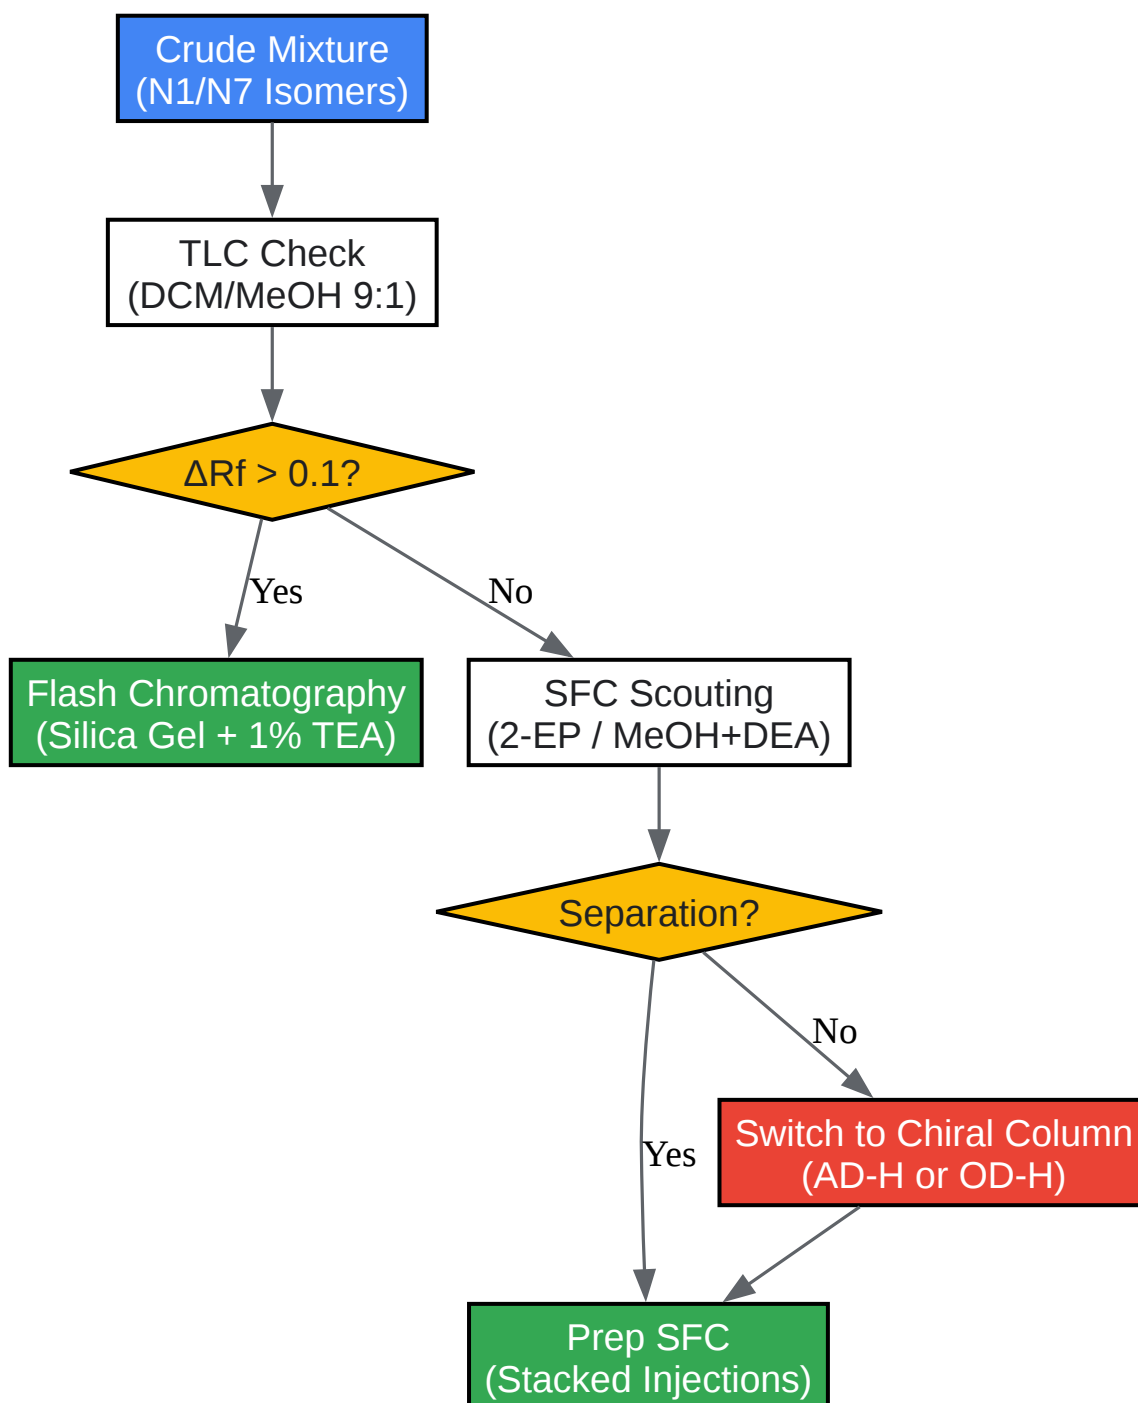 Crude Mixture
(N1/N7 Isomers)
TLC Check
(DCM/MeOH 9:1)
ΔRf > 0.1?
Yes
No
Flash Chromatography
(Silica Gel + 1% TEA)
SFC Scouting
(2-EP / MeOH+DEA)
Separation?
No
Yes
Switch to Chiral Column
(AD-H or OD-H)
Prep SFC
(Stacked Injections)